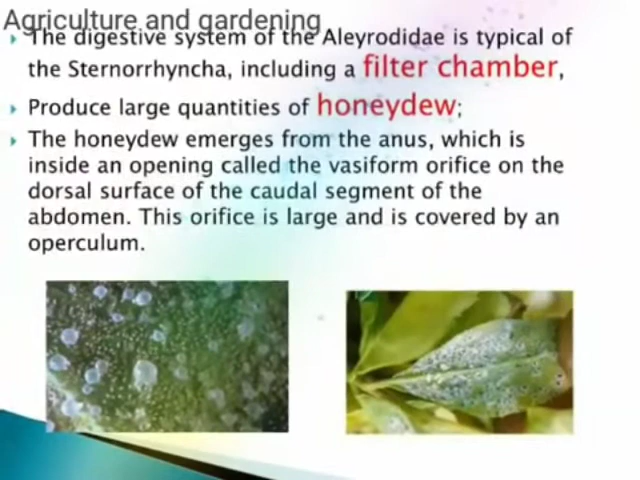 Agriculture and gardening
The digestive system of the Aleyrodidae is typical of
the Sternorrhyncha, including a filter chamber,
Produce large quantities of honeydew;
The honeydew emerges from the anus, which is
inside an opening called the vasiform orifice on the
dorsal surface of the caudal segment of the
abdomen. This orifice is large and is covered by an
operculum.